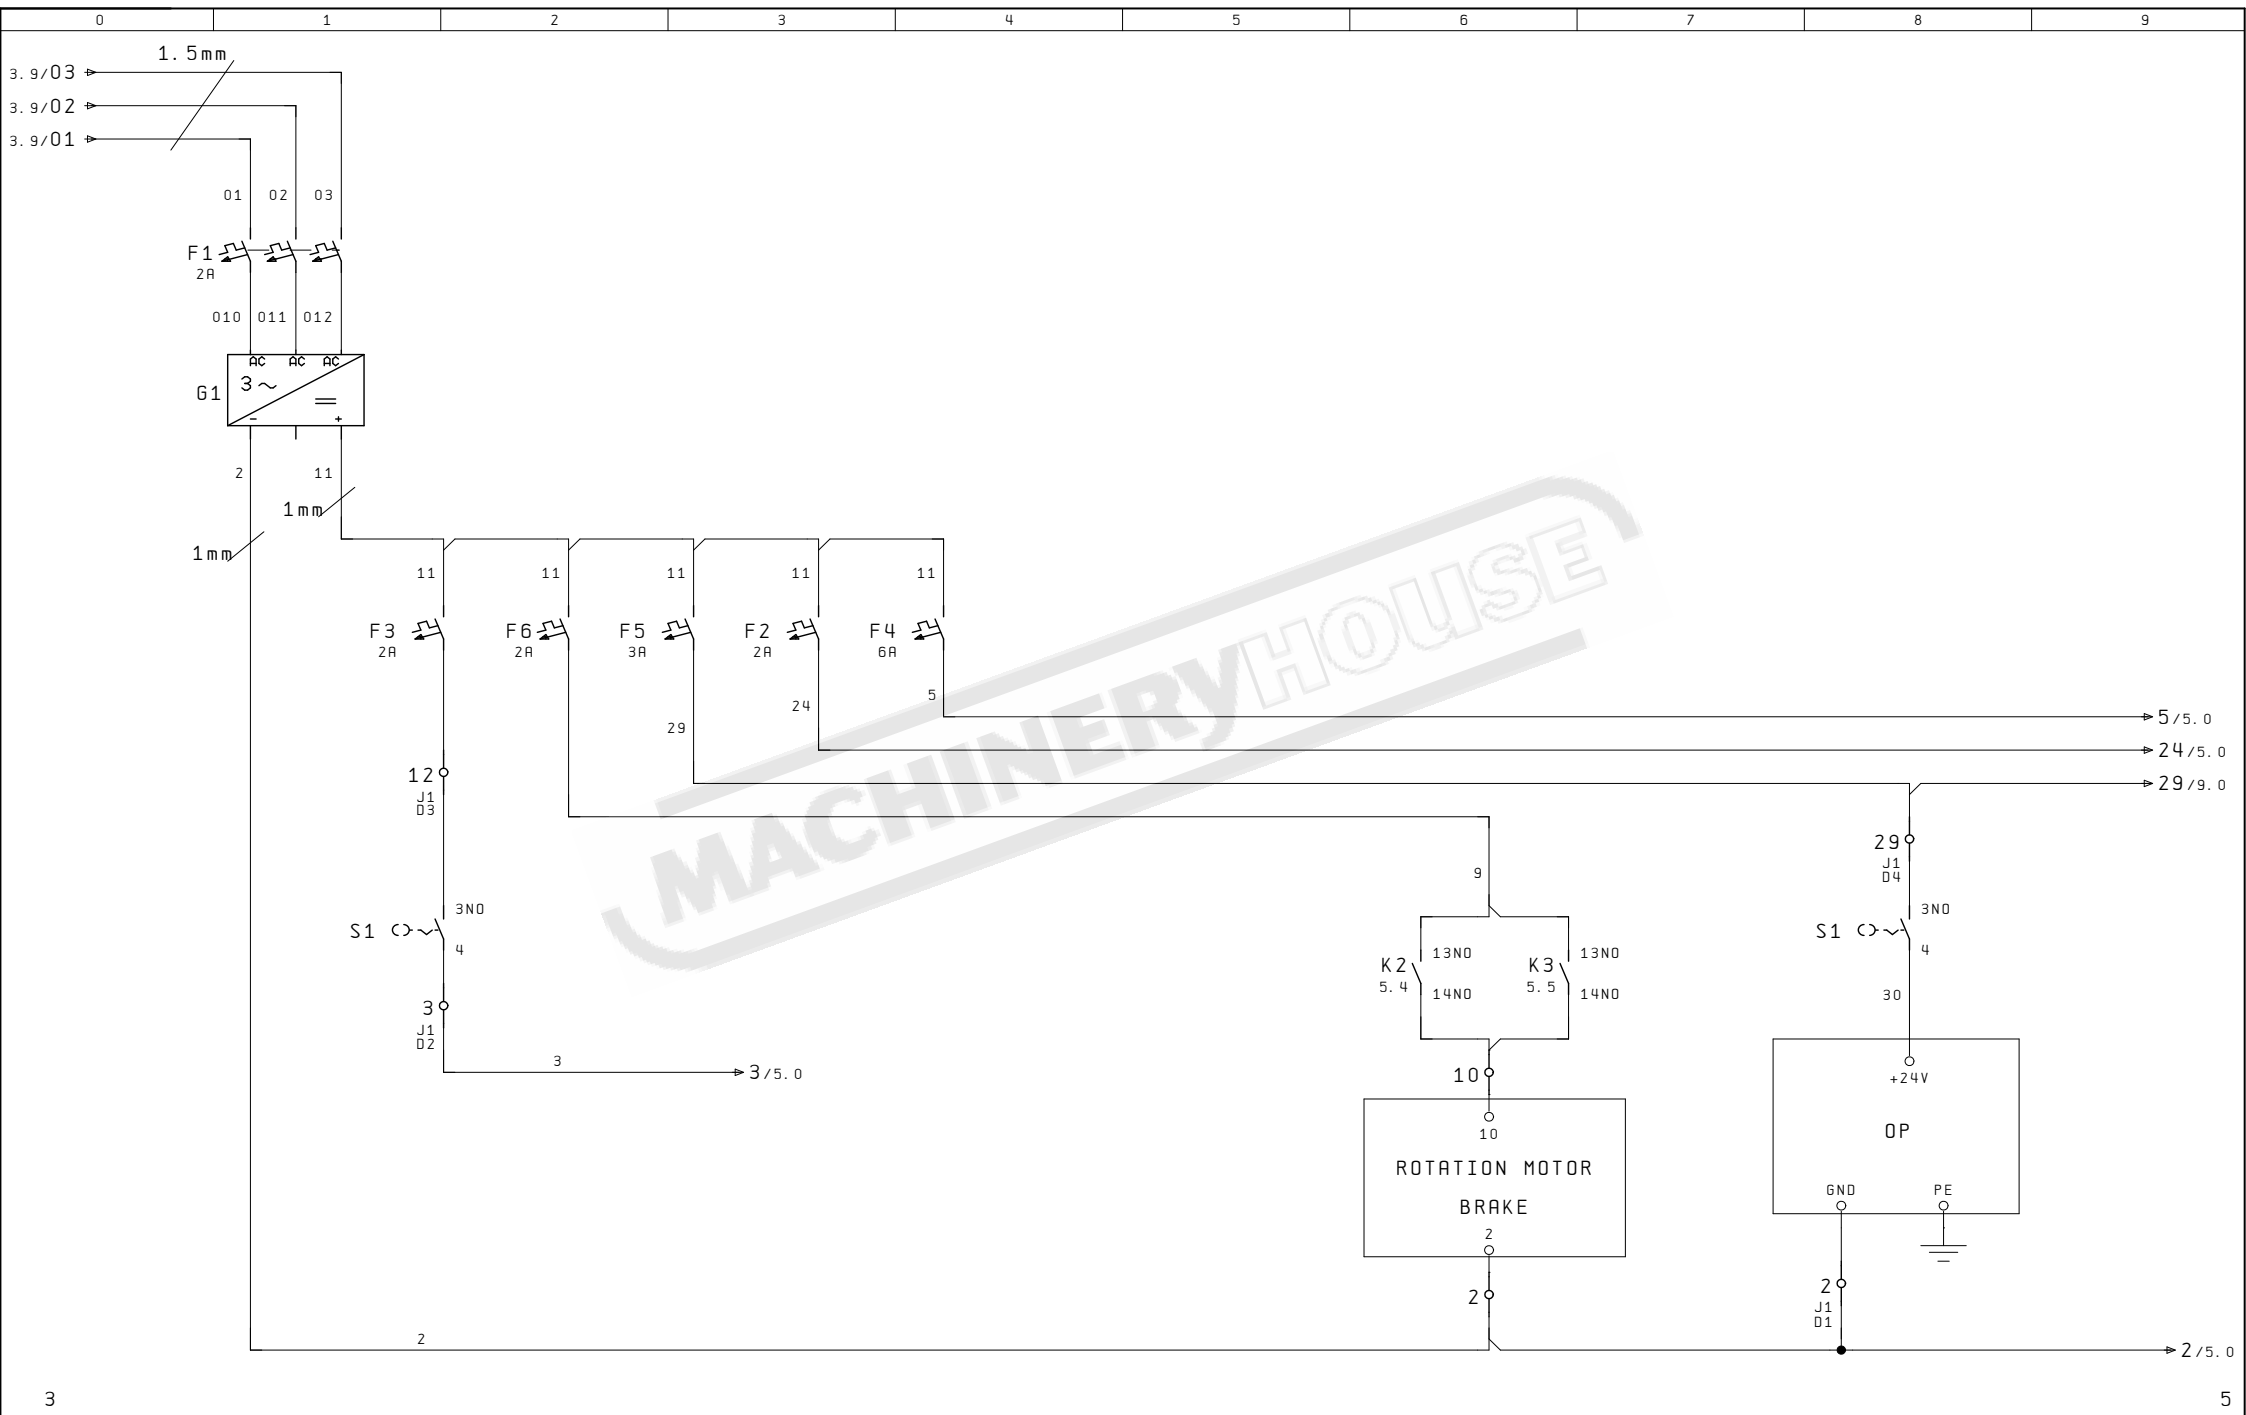 0 1 2 3 4 5 6 7 8 9
1.5mm
3.9/03
3.9/02
3.9/01
01 02 03
F1
2A
010 011 012
AC AC AC
3
G1
- +
2 11
1mm
1mm
11 11 11 11 11
F3 F6 F5 F2 F4
2A 2A 3A 2A 6A
5
24
29
5/5.0
24/5.0
29/9.0
MACHINERYHOUSE
12
J1
D3
29
J1
D4
9
3NO
S1
4
3NO
S1
4
13NO 13NO
K2 K3
5.4 5.5
14NO 14NO
30
3
J1
D2
3
3/5.0
10
+24V
10
OP
ROTATION MOTOR
BRAKE
GND PE
2
2
2
J1
D1
2
2/5.0
3 5